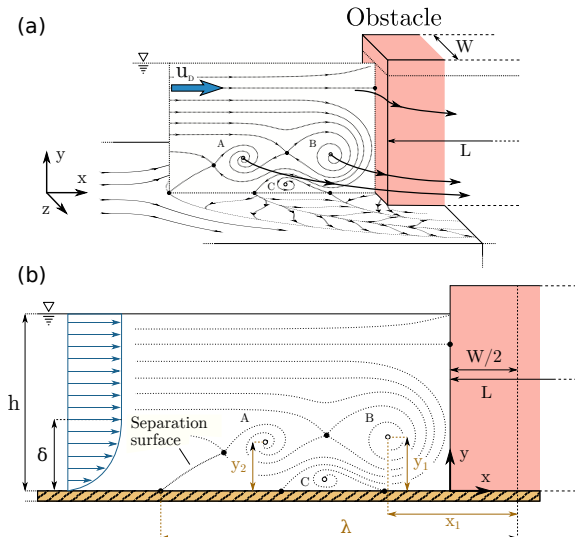 (a)
Obstacle
W
u_D
A
B
C
L
y
x
z
(b)
h
δ
Separation
surface
A
B
C
y₂
y₁
W/2
L
y
x
x₁
λ